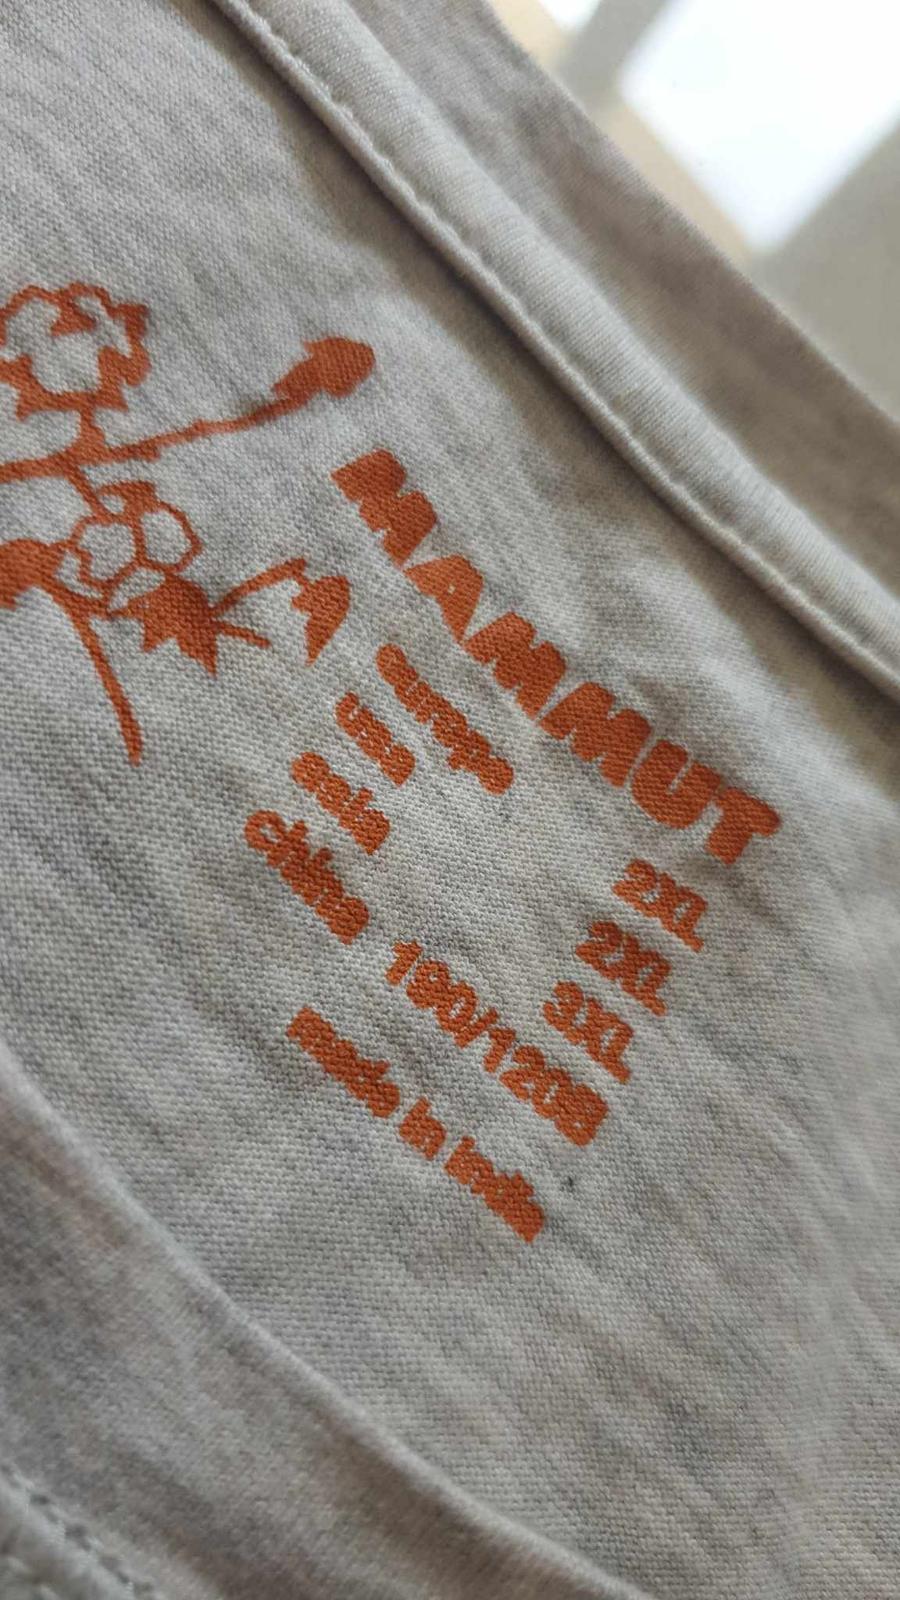 MAMMUT
europe 2XL
usa 2XL
asia 3XL
china 190/120B
made in india